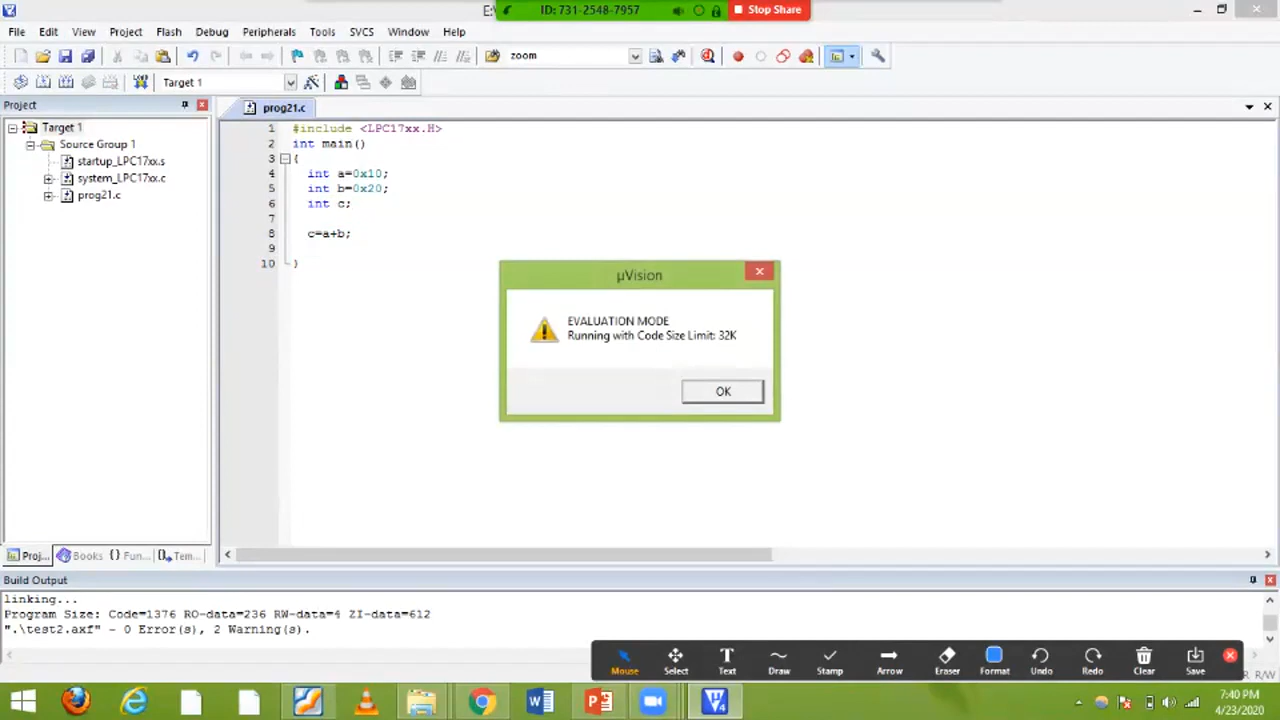 E:\
ID: 731-2548-7957
Stop Share
File Edit View Project Flash Debug Peripherals Tools SVCS Window Help
zoom
Target 1
Project
prog21.c
Target 1
Source Group 1
startup_LPC17xx.s
system_LPC17xx.c
prog21.c
1 #include <LPC17xx.H>
2 int main()
3 {
4 int a=0x10;
5 int b=0x20;
6 int c;
7
8 c=a+b;
9
10 }
µVision
EVALUATION MODE
Running with Code Size Limit: 32K
OK
Proj... Books {} Fun... Tem...
Build Output
linking...
Program Size: Code=1376 RO-data=236 RW-data=4 ZI-data=612
".\test2.axf" - 0 Error(s), 2 Warning(s).
Mouse Select Text Draw Stamp Arrow Eraser Format Undo Redo Clear Save
R R/W
7:40 PM
4/23/2020